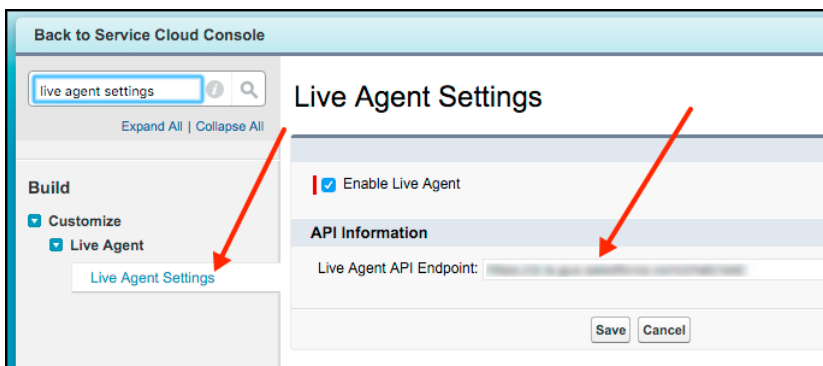 Back to Service Cloud Console
live agent settings
Expand All | Collapse All
Build
Customize
Live Agent
Live Agent Settings
Live Agent Settings
Enable Live Agent
API Information
Live Agent API Endpoint:
Save Cancel